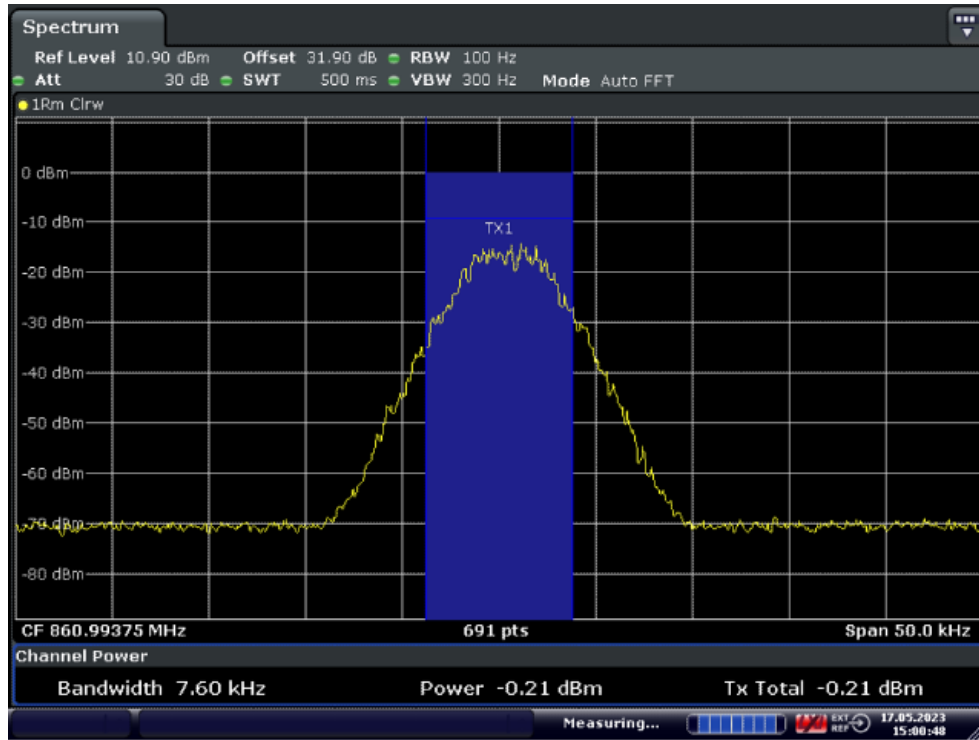 Spectrum
Ref Level 10.90 dBm Offset 31.90 dB RBW 100 Hz
Att 30 dB SWT 500 ms VBW 300 Hz Mode Auto FFT
1Rm Clrw
0 dBm
-10 dBm
TX1
-20 dBm
-30 dBm
-40 dBm
-50 dBm
-60 dBm
-70 dBm
-80 dBm
CF 860.99375 MHz 691 pts Span 50.0 kHz
Channel Power
Bandwidth 7.60 kHz Power -0.21 dBm Tx Total -0.21 dBm
Measuring... EXT REF 17.05.2023
15:00:48